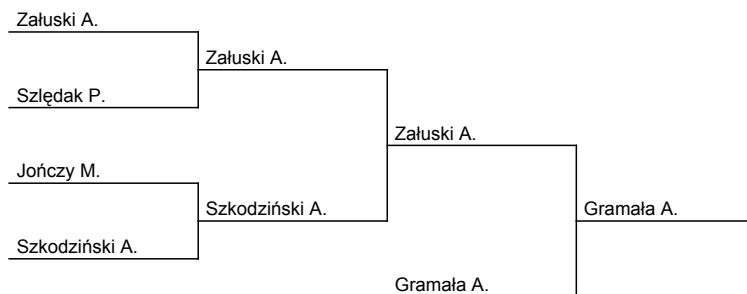 Załuski A.
Załuski A.
Szlędak P.
Załuski A.
Jończy M.
Szkodziński A.
Gramała A.
Szkodziński A.
Gramała A.